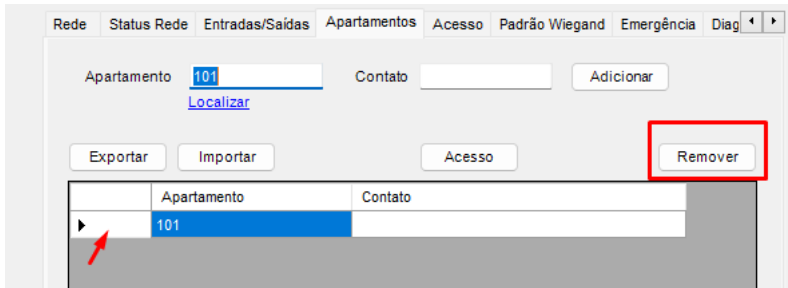 Rede Status Rede Entradas/Saídas Apartamentos Acesso Padrão Wiegand Emergência Diag
Apartamento 101 Contato Adicionar
Localizar
Exportar Importar Acesso Remover
Apartamento Contato
101